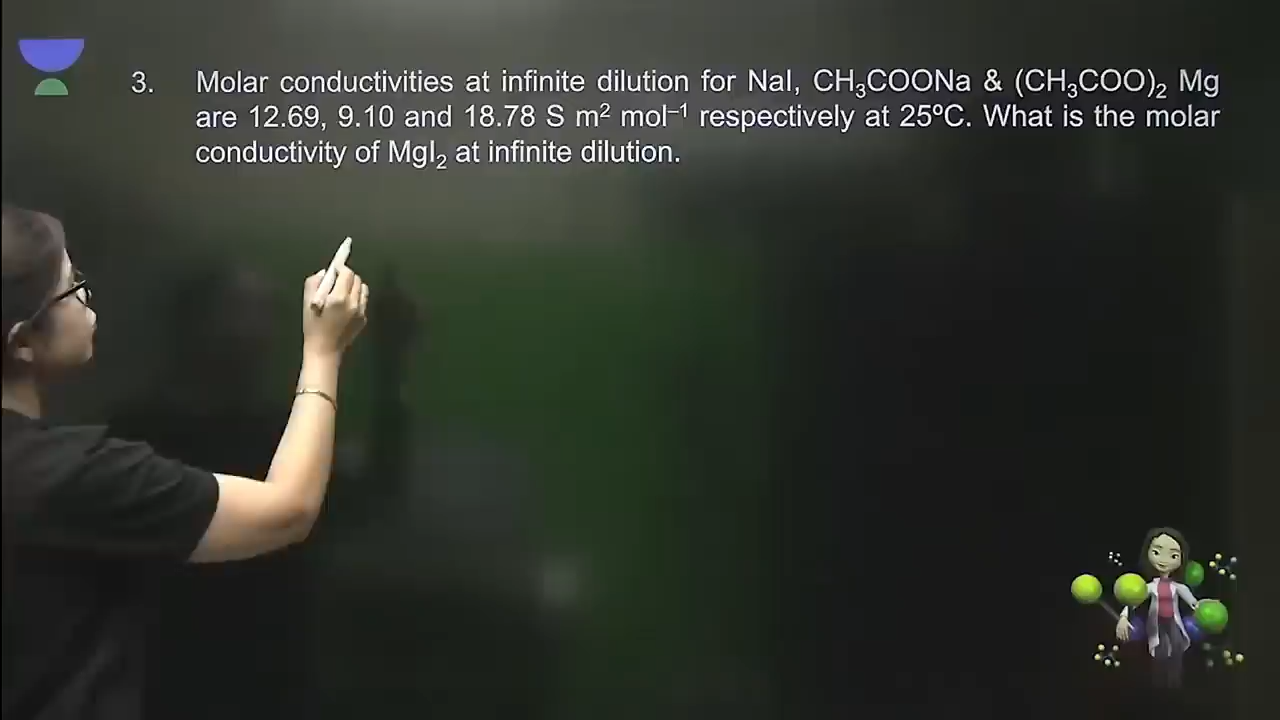 3. Molar conductivities at infinite dilution for NaI, CH₃COONa & (CH₃COO)₂ Mg
are 12.69, 9.10 and 18.78 S m² mol⁻¹ respectively at 25ºC. What is the molar
conductivity of MgI₂ at infinite dilution.